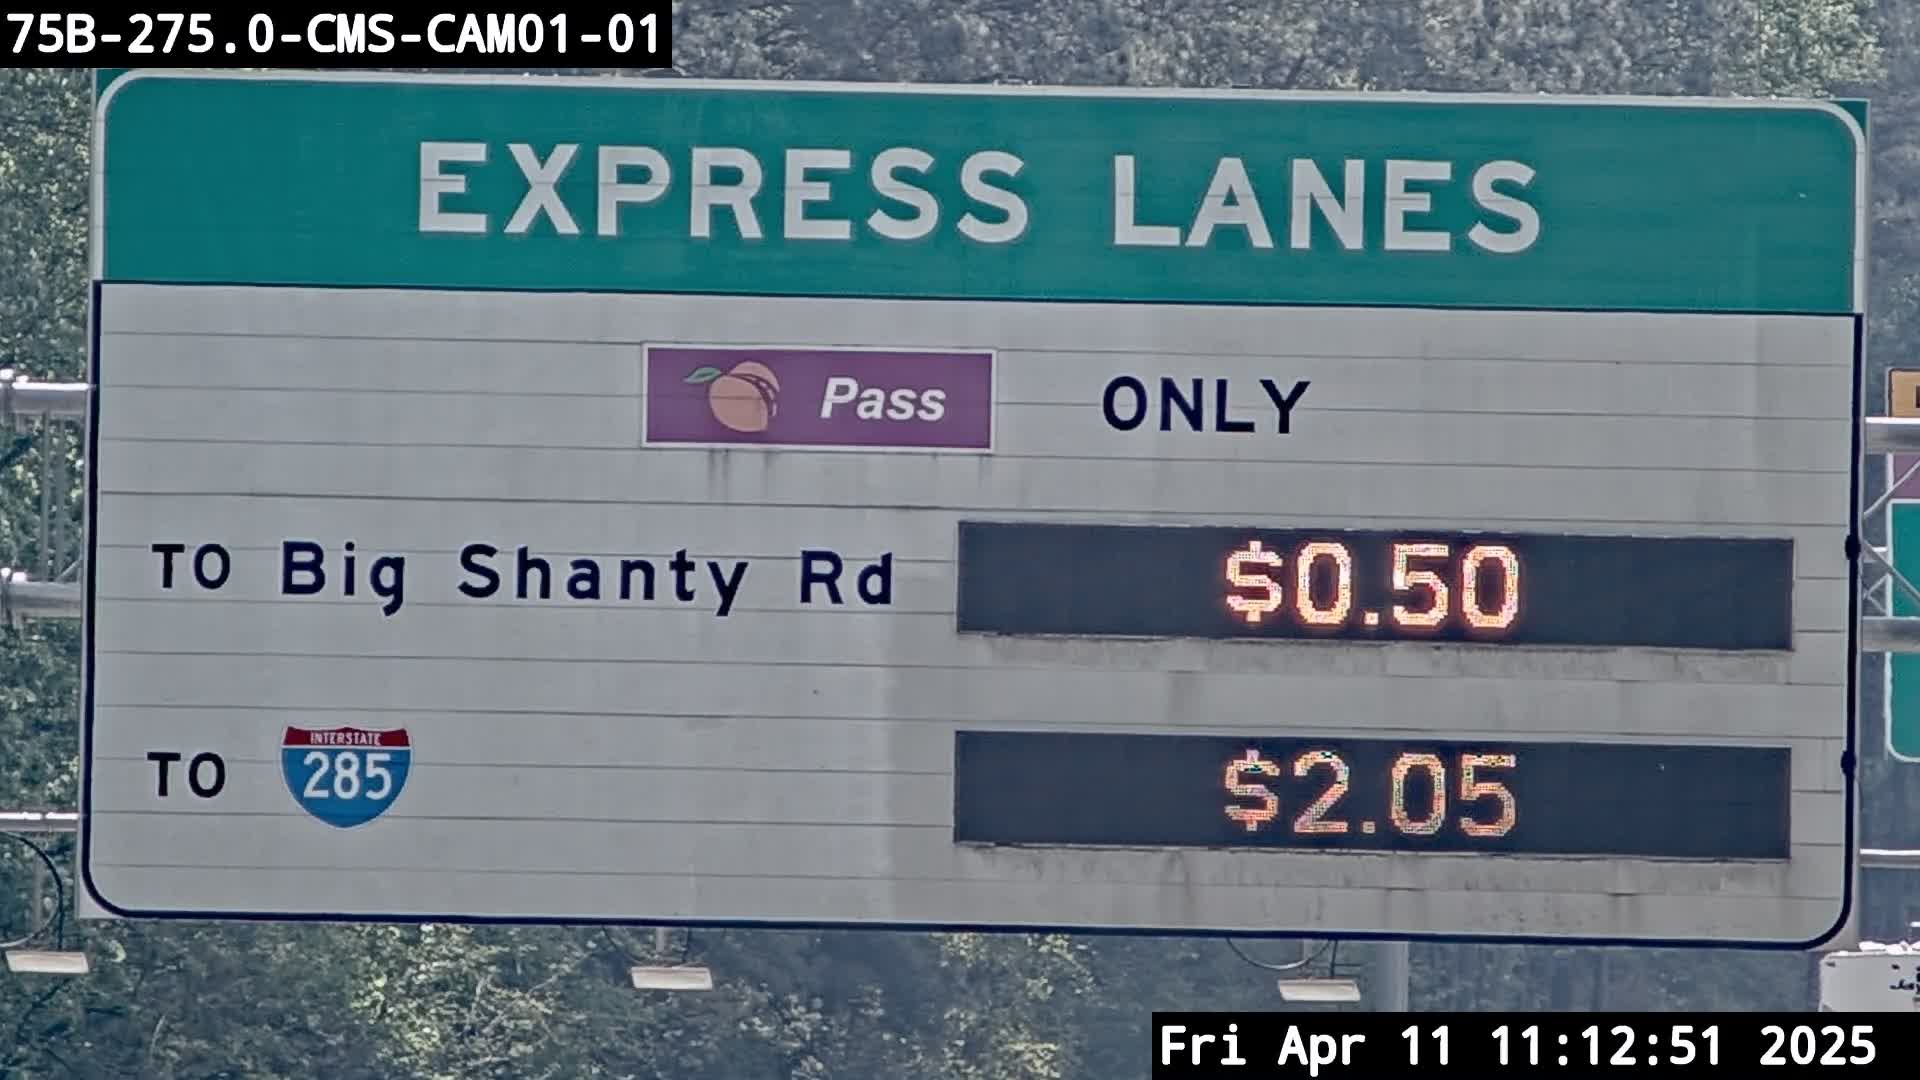 75B-275.0-CMS-CAM01-01
EXPRESS LANES
Pass ONLY
TO Big Shanty Rd $0.50
TO INTERSTATE 285 $2.05
Fri Apr 11 11:12:51 2025